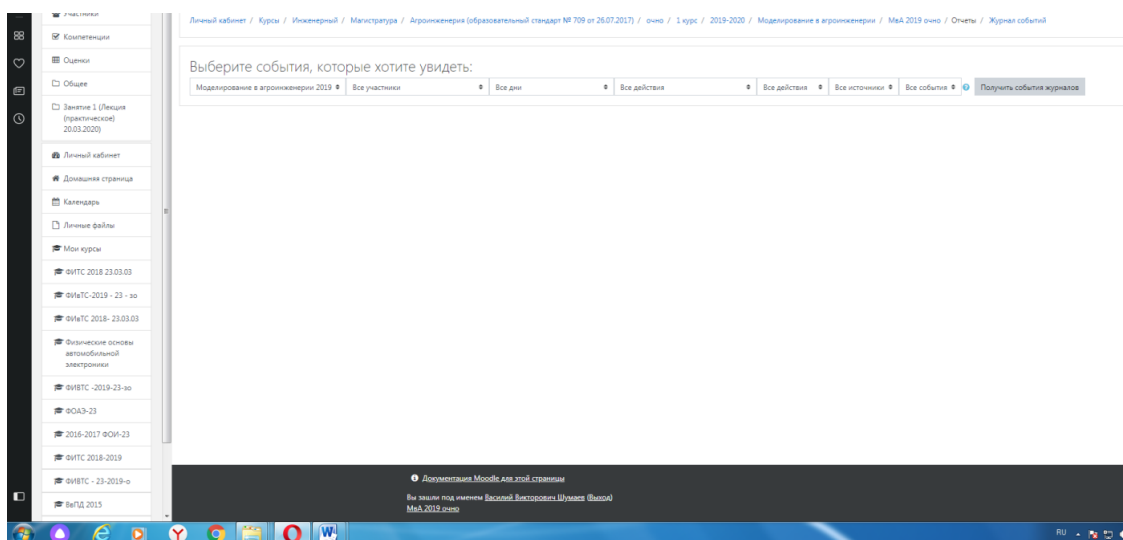 Участники
Компетенции
Оценки
Общее
Занятие 1 (Лекция
(практическое)
20.03.2020)
Личный кабинет
Домашняя страница
Календарь
Личные файлы
Мои курсы
ФИТС 2018 23.03.03
ФИвТС-2019 - 23 - зо
ФИвТС 2018- 23.03.03
Физические основы
автомобильной
электроники
ФИВТС -2019-23-зо
ФОАЭ-23
2016-2017 ФОИ-23
ФИТС 2018-2019
ФИВТС - 23-2019-о
ВеПД 2015
Личный кабинет / Курсы / Инженерный / Магистратура / Агроинженерия (образовательный стандарт № 709 от 26.07.2017) / очно / 1 курс / 2019-2020 / Моделирование в агроинженерии / МвА 2019 очно / Отчеты / Журнал событий
Выберите события, которые хотите увидеть:
Моделирование в агроинженерии 2019 Все участники Все дни Все действия Все действия Все источники Все события Получить события журналов
Документация Moodle для этой страницы
Вы зашли под именем Василий Викторович Шумаев (Выход)
МвА 2019 очно
RU